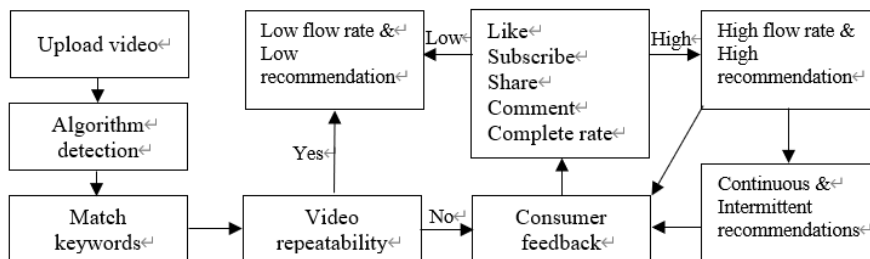 Upload video↵
Algorithm↵
detection↵
Match
keywords↵
Video
repeatability↵
Yes
No↵
Low flow rate &↵
Low
recommendation↵
Low↵
Like↵
Subscribe↵
Share↵
Comment↵
Complete rate↵
High↵
High flow rate &↵
High
recommendation↵
Consumer
feedback↵
Continuous &↵
Intermittent
recommendations↵